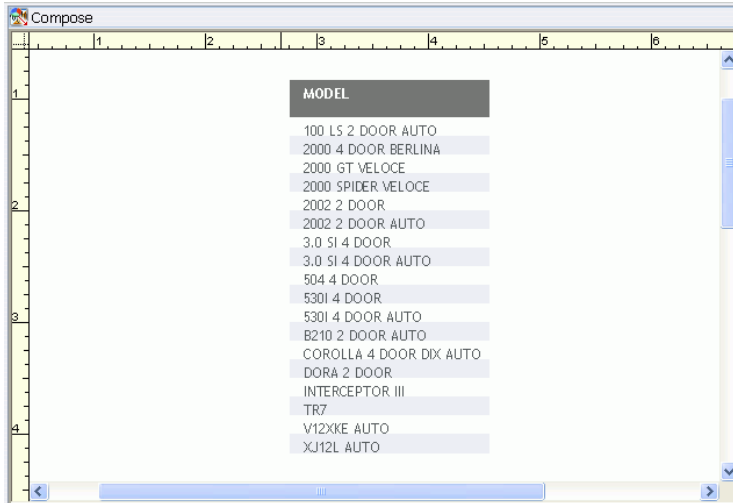 Compose
1 2 3 4 5 6
1
2
3
4
MODEL
100 LS 2 DOOR AUTO
2000 4 DOOR BERLINA
2000 GT VELOCE
2000 SPIDER VELOCE
2002 2 DOOR
2002 2 DOOR AUTO
3.0 SI 4 DOOR
3.0 SI 4 DOOR AUTO
504 4 DOOR
530I 4 DOOR
530I 4 DOOR AUTO
B210 2 DOOR AUTO
COROLLA 4 DOOR DIX AUTO
DORA 2 DOOR
INTERCEPTOR III
TR7
V12XKE AUTO
XJ12L AUTO